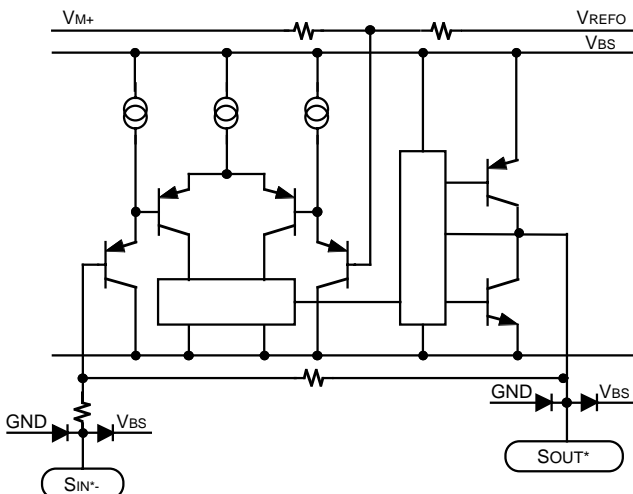 VM+ VREFO
VBS
GND VBS
GND VBS
SOUT*
SIN*-